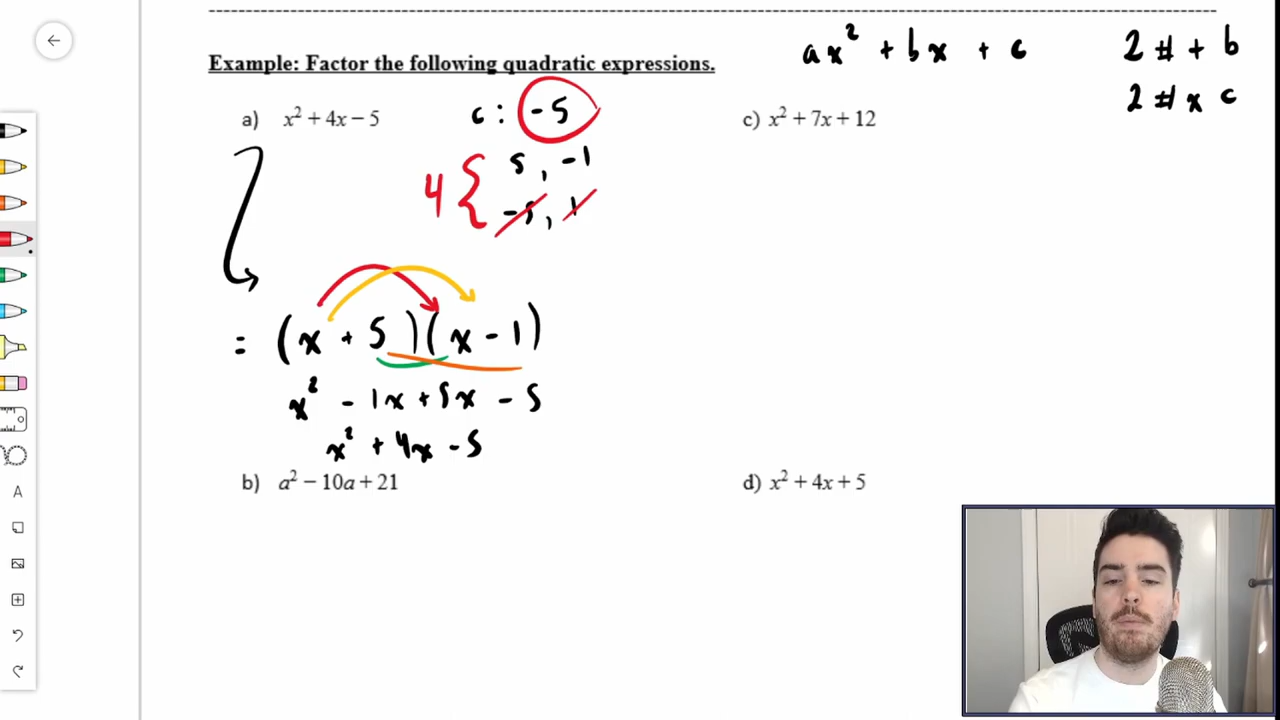 ax² + bx + c
2 # + b
2 # x c
Example: Factor the following quadratic expressions.
a) x² + 4x − 5
c : -5
5 , -1
-5 , 1
4 {
= (x + 5)(x - 1)
x² - 1x + 5x - 5
x² + 4x - 5
b) a² − 10a + 21
c) x² + 7x + 12
d) x² + 4x + 5
A